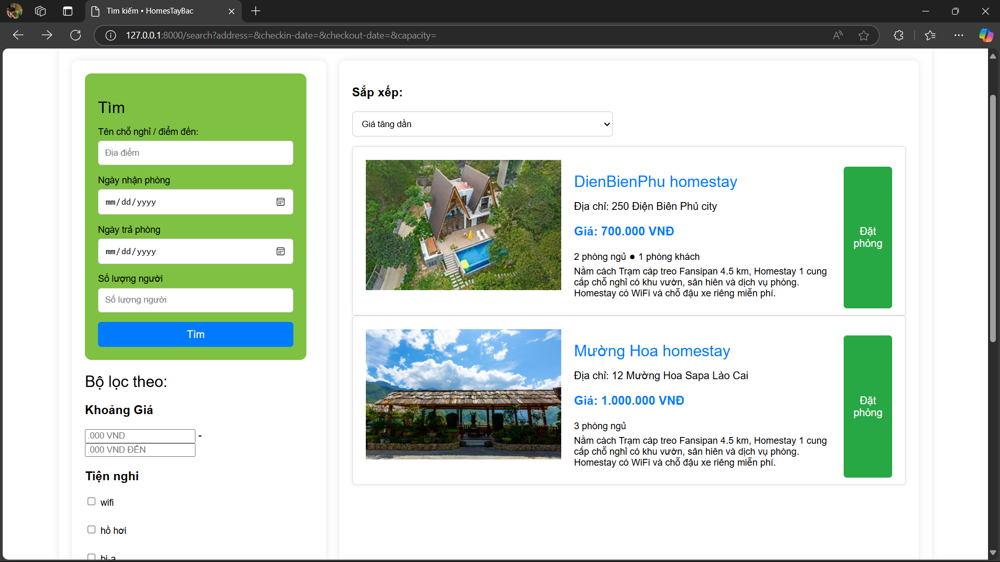 Tìm kiếm • HomesTayBac
127.0.0.1:8000/search?address=&checkin-date=&checkout-date=&capacity=
Tìm
Tên chỗ nghỉ / điểm đến:
Địa điểm
Ngày nhận phòng
mm/dd/yyyy
Ngày trả phòng
mm/dd/yyyy
Số lượng người
Số lượng người
Tìm
Bộ lọc theo:
Khoảng Giá
.000 VND -
.000 VND ĐẾN
Tiện nghi
wifi
hồ hơi
bi-a
Sắp xếp:
Giá tăng dần
DienBienPhu homestay
Địa chỉ: 250 Điện Biên Phủ city
Giá: 700.000 VNĐ
2 phòng ngủ ● 1 phòng khách
Nằm cách Trạm cáp treo Fansipan 4.5 km, Homestay 1 cung
cấp chỗ nghỉ có khu vườn, sân hiên và dịch vụ phòng.
Homestay có WiFi và chỗ đậu xe riêng miễn phí.
Đặt
phòng
Mường Hoa homestay
Địa chỉ: 12 Mường Hoa Sapa Lào Cai
Giá: 1.000.000 VNĐ
3 phòng ngủ
Nằm cách Trạm cáp treo Fansipan 4.5 km, Homestay 1 cung
cấp chỗ nghỉ có khu vườn, sân hiên và dịch vụ phòng.
Homestay có WiFi và chỗ đậu xe riêng miễn phí.
Đặt
phòng